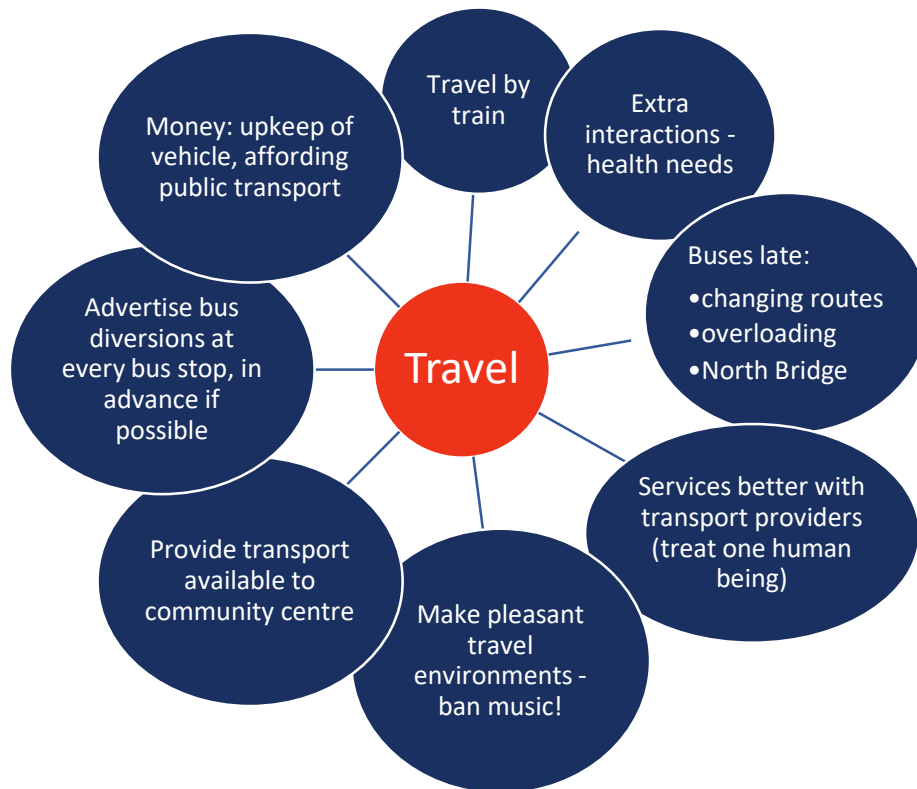 Travel by
train
Extra
interactions -
health needs
Buses late:
•changing routes
•overloading
•North Bridge
Services better with
transport providers
(treat one human
being)
Make pleasant
travel
environments -
ban music!
Provide transport
available to
community centre
Advertise bus
diversions at
every bus stop, in
advance if
possible
Money: upkeep of
vehicle, affording
public transport
Travel